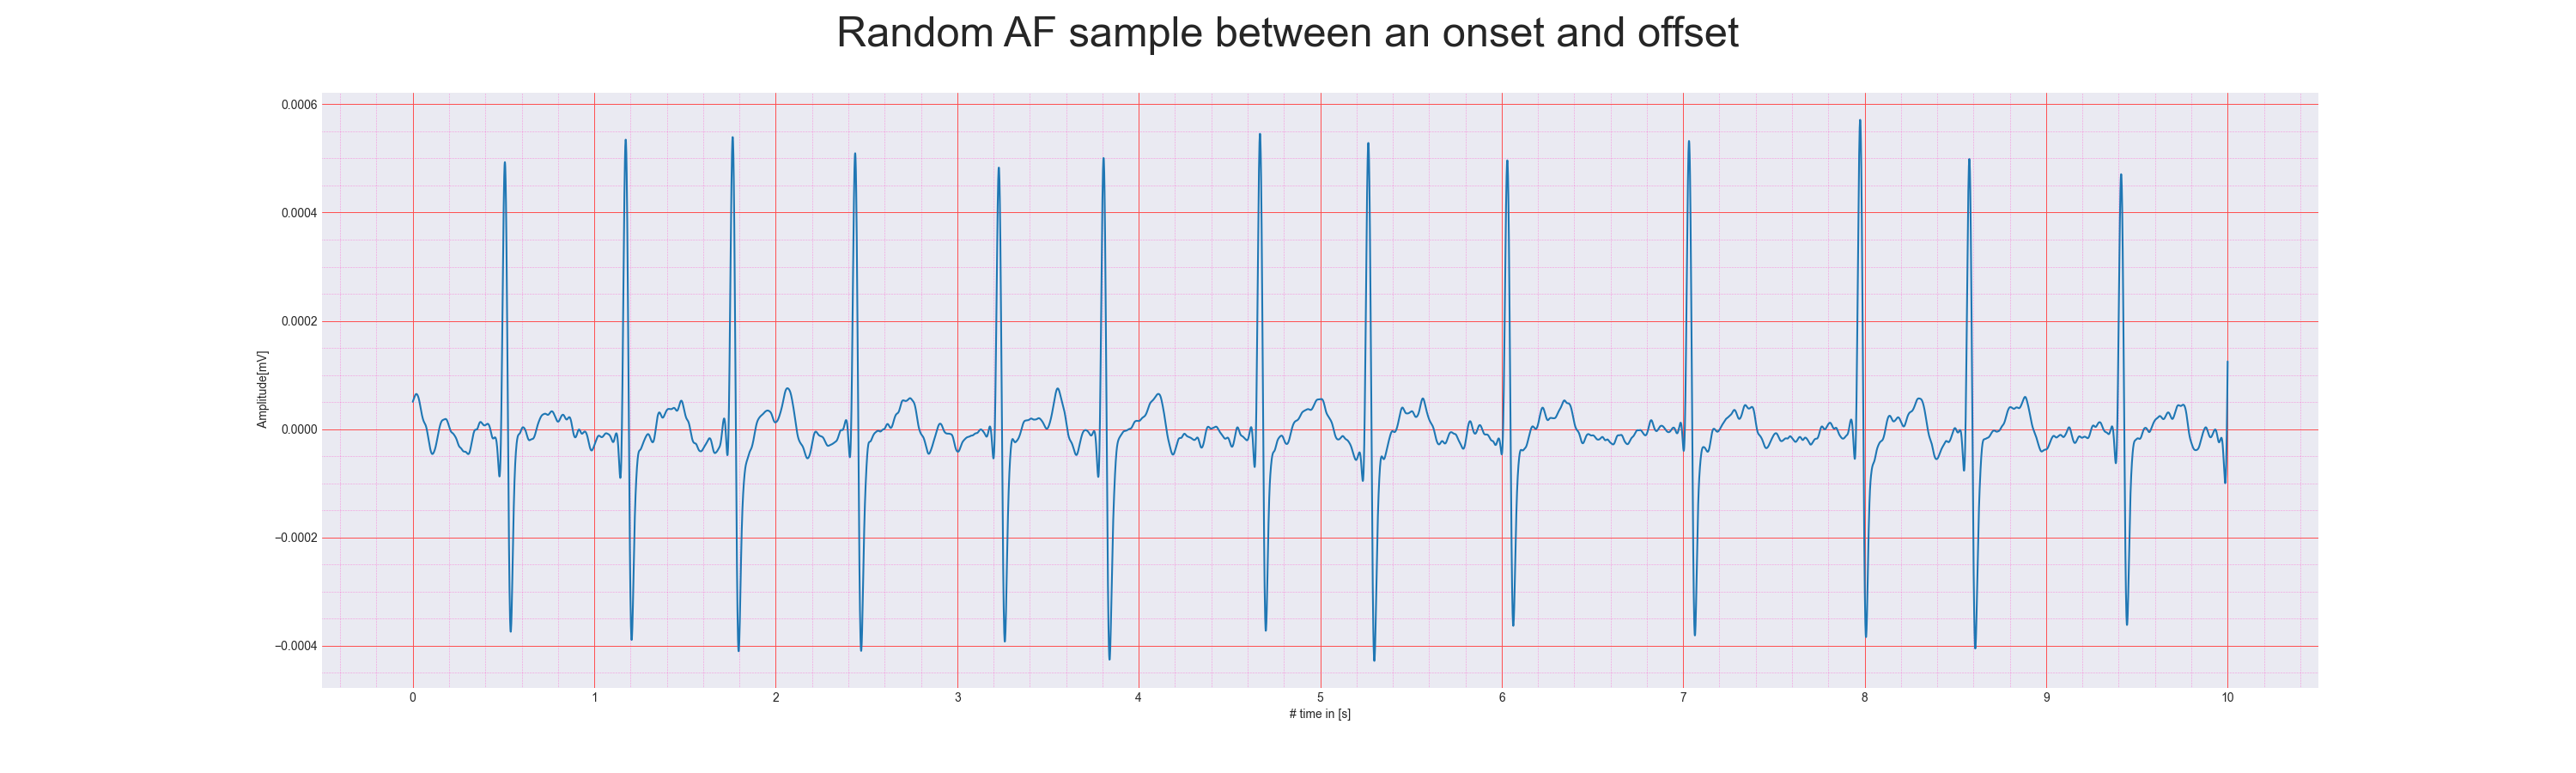 Random AF sample between an onset and offset
0.0006
0.0004
0.0002
0.0000
−0.0002
−0.0004
Amplitude[mV]
0 1 2 3 4 5 6 7 8 9 10
# time in [s]